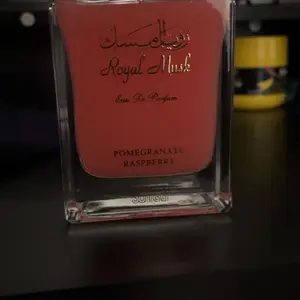 رويال مسك
Royal Musk
Eau De Parfum
POMEGRANATE
RASPBERRY